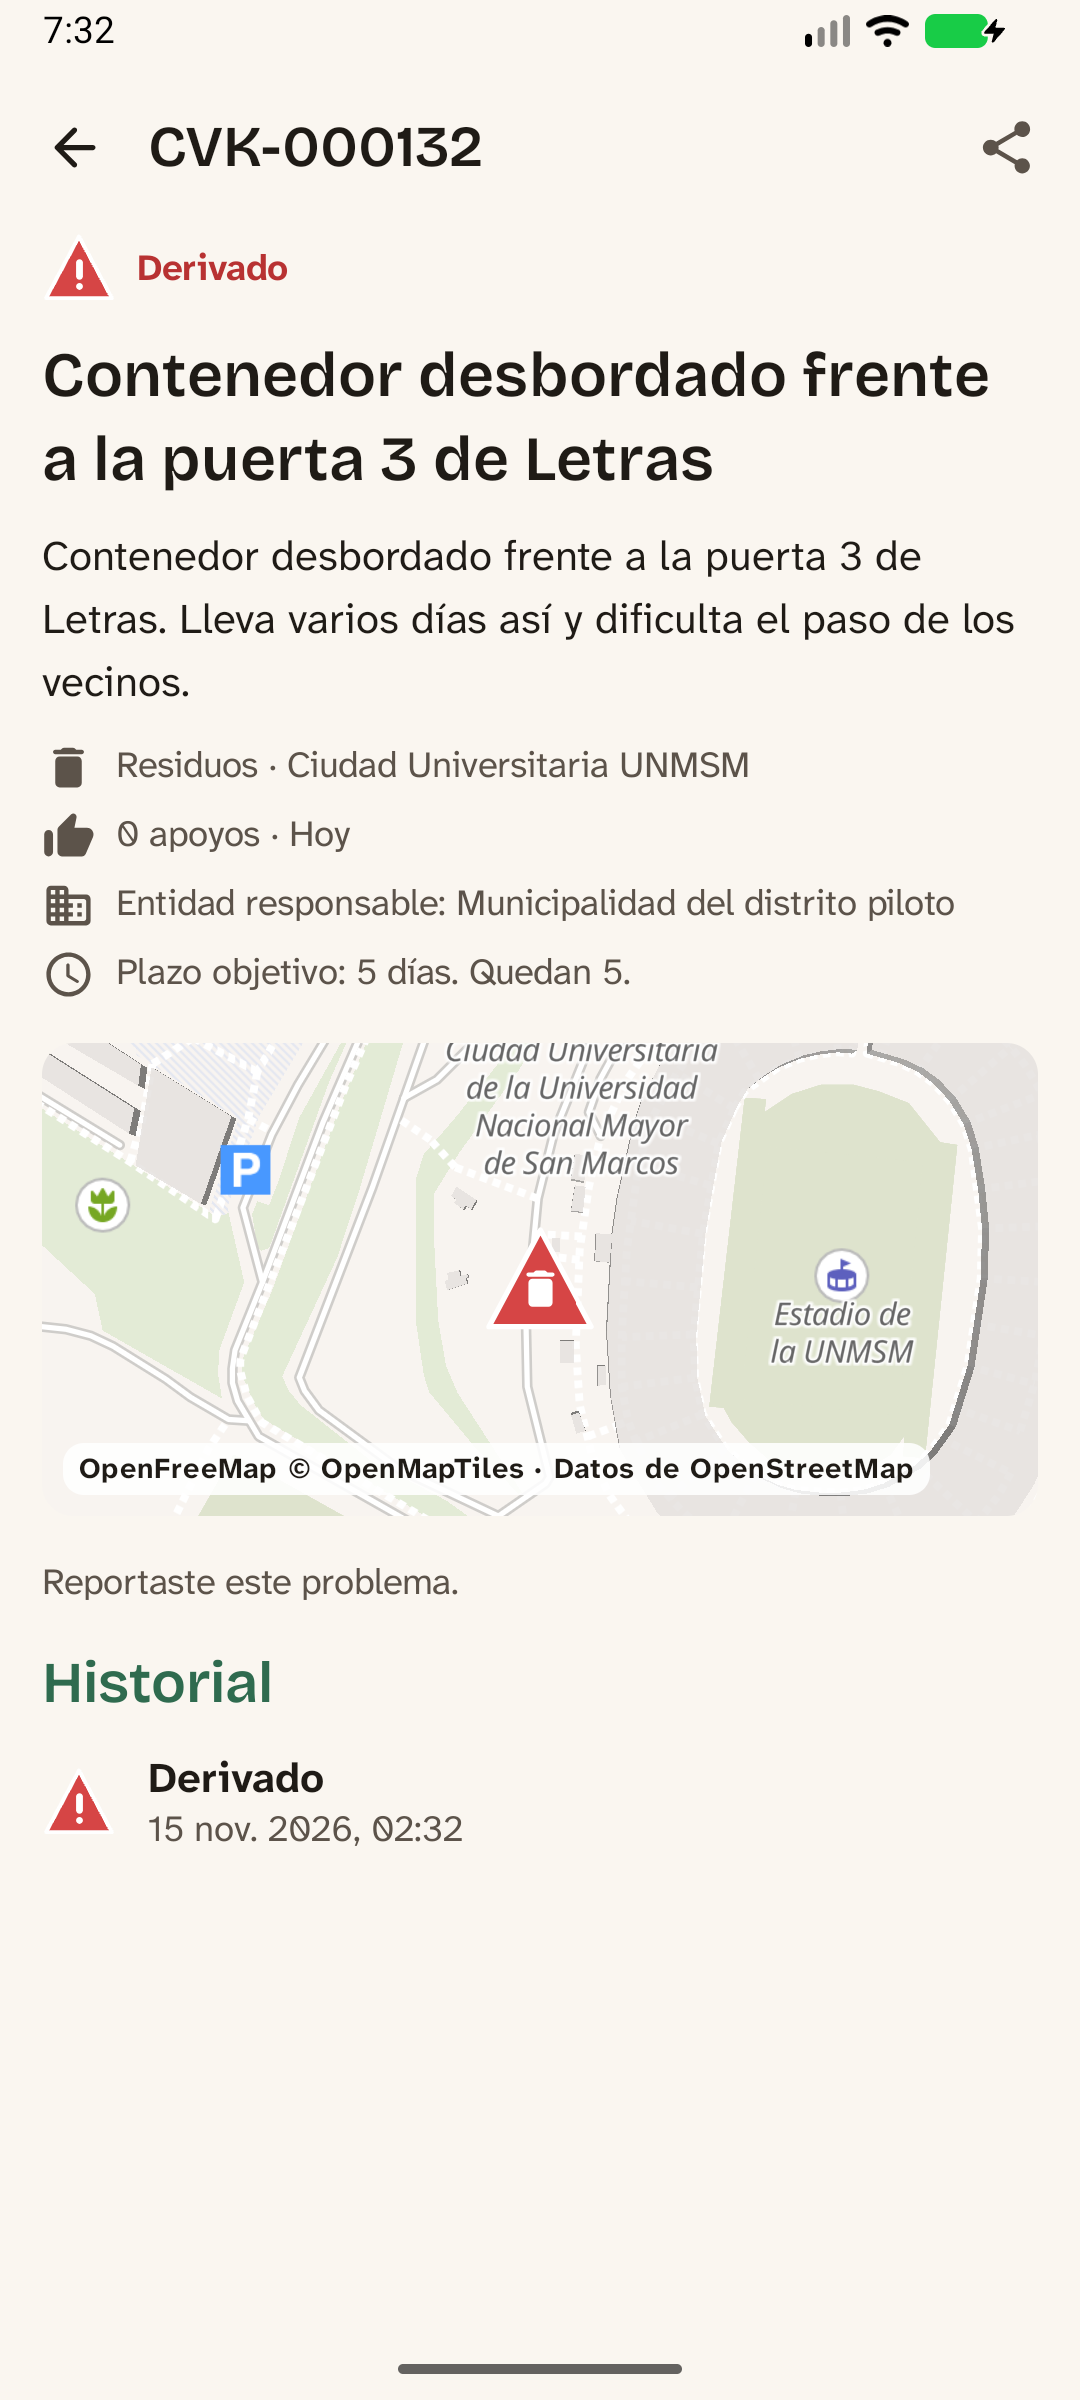 7:32
CVK-000132
Derivado
Contenedor desbordado frente
a la puerta 3 de Letras
Contenedor desbordado frente a la puerta 3 de
Letras. Lleva varios días así y dificulta el paso de los
vecinos.
Residuos · Ciudad Universitaria UNMSM
0 apoyos · Hoy
Entidad responsable: Municipalidad del distrito piloto
Plazo objetivo: 5 días. Quedan 5.
Ciudad Universitaria
de la Universidad
Nacional Mayor
de San Marcos
P
Estadio de
la UNMSM
OpenFreeMap © OpenMapTiles · Datos de OpenStreetMap
Reportaste este problema.
Historial
Derivado
15 nov. 2026, 02:32